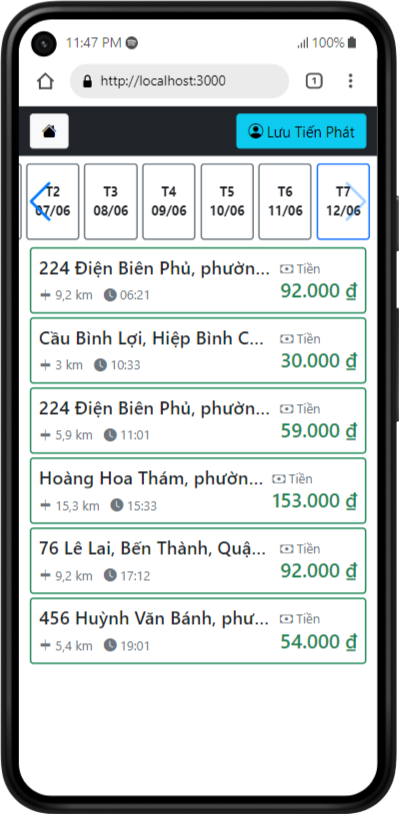 11:47 PM 100%
http://localhost:3000 1
Lưu Tiến Phát
T2 T3 T4 T5 T6 T7
07/06 08/06 09/06 10/06 11/06 12/06
224 Điện Biên Phủ, phườn... Tiền
9,2 km 06:21 92.000 ₫
Cầu Bình Lợi, Hiệp Bình C... Tiền
3 km 10:33 30.000 ₫
224 Điện Biên Phủ, phườn... Tiền
5,9 km 11:01 59.000 ₫
Hoàng Hoa Thám, phườn... Tiền
15,3 km 15:33 153.000 ₫
76 Lê Lai, Bến Thành, Quậ... Tiền
9,2 km 17:12 92.000 ₫
456 Huỳnh Văn Bánh, phư... Tiền
5,4 km 19:01 54.000 ₫